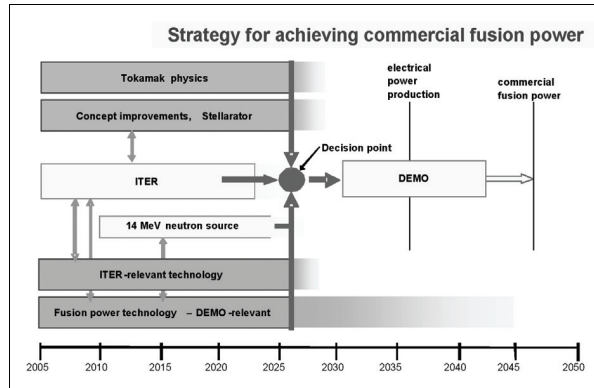 Strategy for achieving commercial fusion power
Tokamak physics
electrical
power
production
commercial
fusion power
Concept improvements, Stellarator
Decision point
ITER
DEMO
14 MeV neutron source
ITER-relevant technology
Fusion power technology – DEMO-relevant
2005 2010 2015 2020 2025 2030 2035 2040 2045 2050